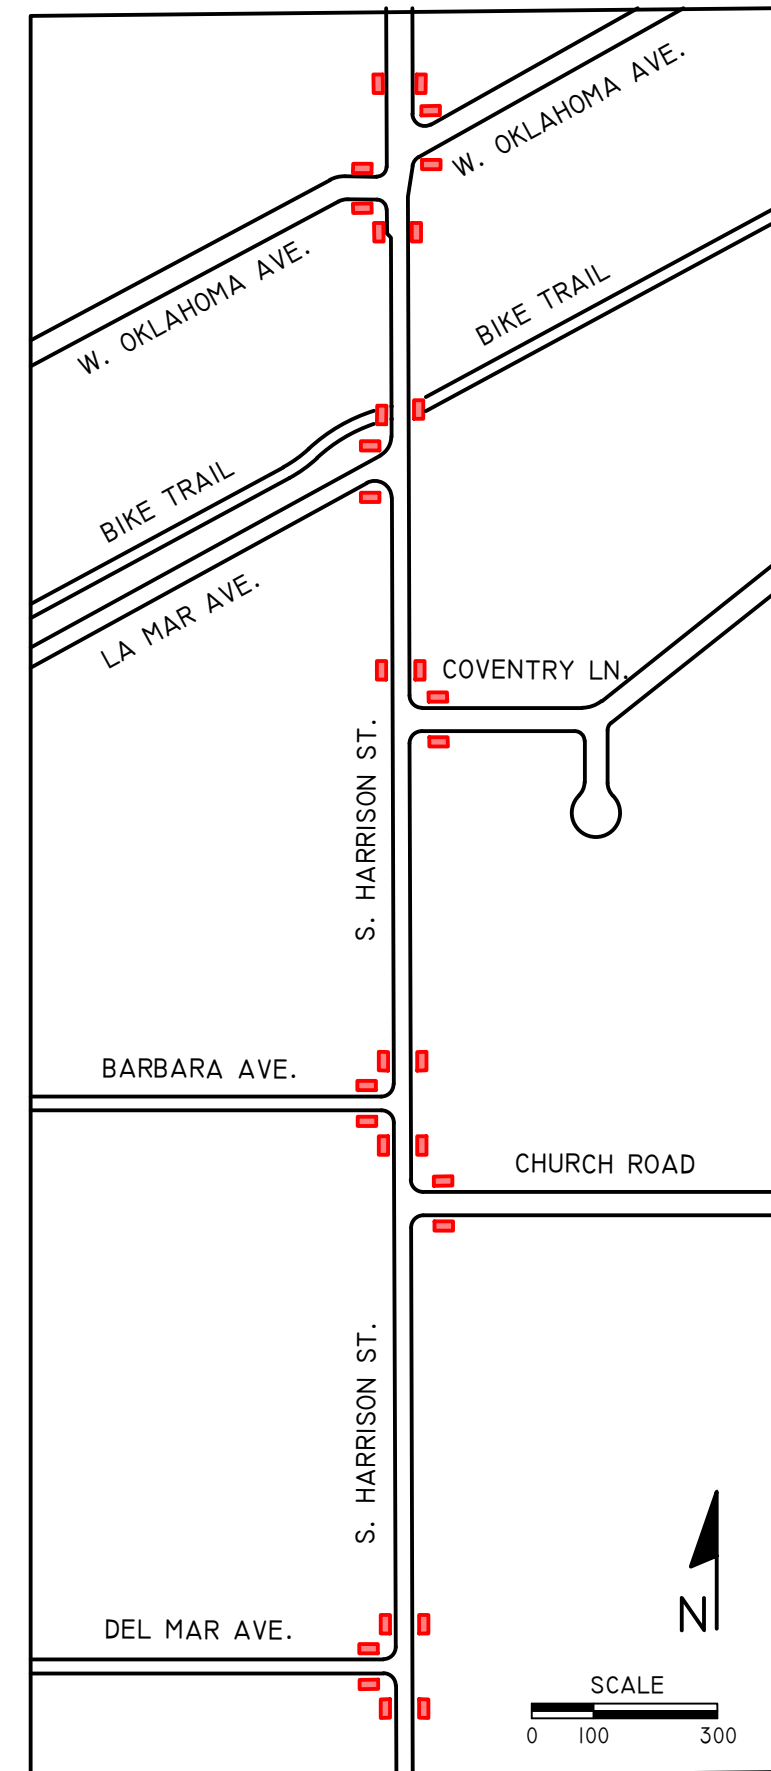 W. OKLAHOMA AVE.
W. OKLAHOMA AVE.
BIKE TRAIL
BIKE TRAIL
LA MAR AVE.
COVENTRY LN.
S. HARRISON ST.
BARBARA AVE.
CHURCH ROAD
S. HARRISON ST.
DEL MAR AVE.
N
SCALE
0 100 300